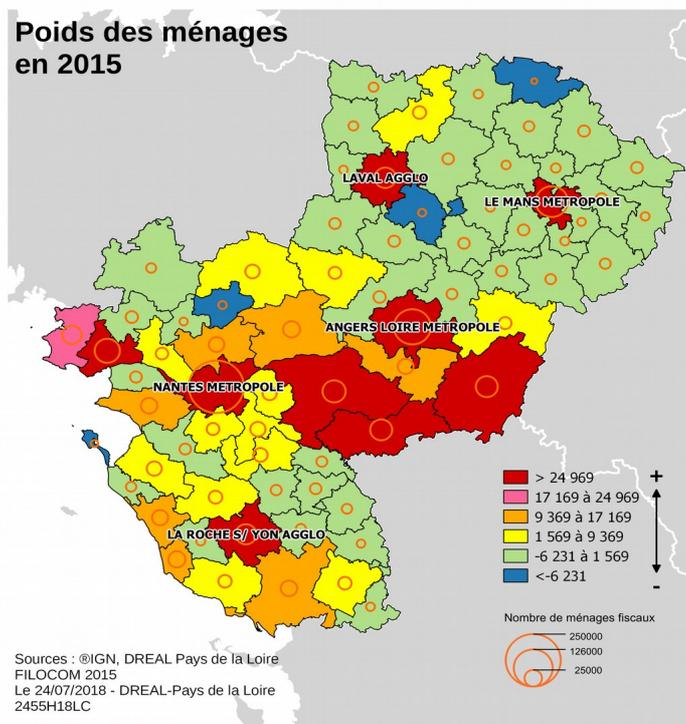 Poids des ménages
en 2015
LAVAL AGGLO
LE MANS METROPOLE
ANGERS LOIRE METROPOLE
NANTES METROPOLE
LA ROCHE S/ YON AGGLO
> 24 969
17 169 à 24 969
9 369 à 17 169
1 569 à 9 369
-6 231 à 1 569
<-6 231
+
-
Nombre de ménages fiscaux
250000
126000
25000
Sources : ®IGN, DREAL Pays de la Loire
FILOCOM 2015
Le 24/07/2018 - DREAL-Pays de la Loire
2455H18LC